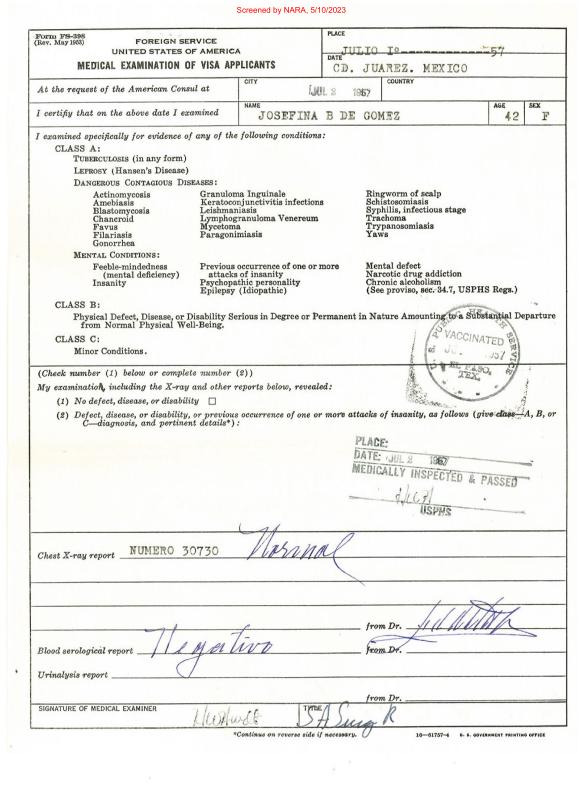 Screened by NARA, 5/10/2023
Form FS-398
(Rev. May 1953)
FOREIGN SERVICE
UNITED STATES OF AMERICA
MEDICAL EXAMINATION OF VISA APPLICANTS
PLACE
JULIO Io-------------57
DATE
CD. JUAREZ. MEXICO
At the request of the American Consul at
CITY
JUL 2 1957
COUNTRY
I certify that on the above date I examined
NAME
JOSEFINA B DE GOMEZ
AGE
42
SEX
F
I examined specifically for evidence of any of the following conditions:
CLASS A:
TUBERCULOSIS (in any form)
LEPROSY (Hansen's Disease)
DANGEROUS CONTAGIOUS DISEASES:
Actinomycosis
Amebiasis
Blastomycosis
Chancroid
Favus
Filariasis
Gonorrhea
Granuloma Inguinale
Keratoconjunctivitis infections
Leishmaniasis
Lymphogranuloma Venereum
Mycetoma
Paragonimiasis
Ringworm of scalp
Schistosomiasis
Syphilis, infectious stage
Trachoma
Trypanosomiasis
Yaws
MENTAL CONDITIONS:
Feeble-mindedness
(mental deficiency)
Insanity
Previous occurrence of one or more
attacks of insanity
Psychopathic personality
Epilepsy (Idiopathic)
Mental defect
Narcotic drug addiction
Chronic alcoholism
(See proviso, sec. 34.7, USPHS Regs.)
CLASS B:
Physical Defect, Disease, or Disability Serious in Degree or Permanent in Nature Amounting to a Substantial Departure
from Normal Physical Well-Being.
CLASS C:
Minor Conditions.
U. S. PUBLIC HEALTH SERVICE
VACCINATED
1957
EL PASO,
TEX.
(Check number (1) below or complete number (2))
My examination, including the X-ray and other reports below, revealed:
(1) No defect, disease, or disability
(2) Defect, disease, or disability, or previous occurrence of one or more attacks of insanity, as follows (give class—A, B, or
C—diagnosis, and pertinent details*):
PLACE:
DATE: JUL 2 1957
MEDICALLY INSPECTED & PASSED
USPHS
Chest X-ray report NUMERO 30730 Normal
from Dr.
Blood serological report Negativo from Dr.
Urinalysis report
from Dr.
SIGNATURE OF MEDICAL EXAMINER
TITLE
*Continue on reverse side if necessary.
16—61757-4 U. S. GOVERNMENT PRINTING OFFICE